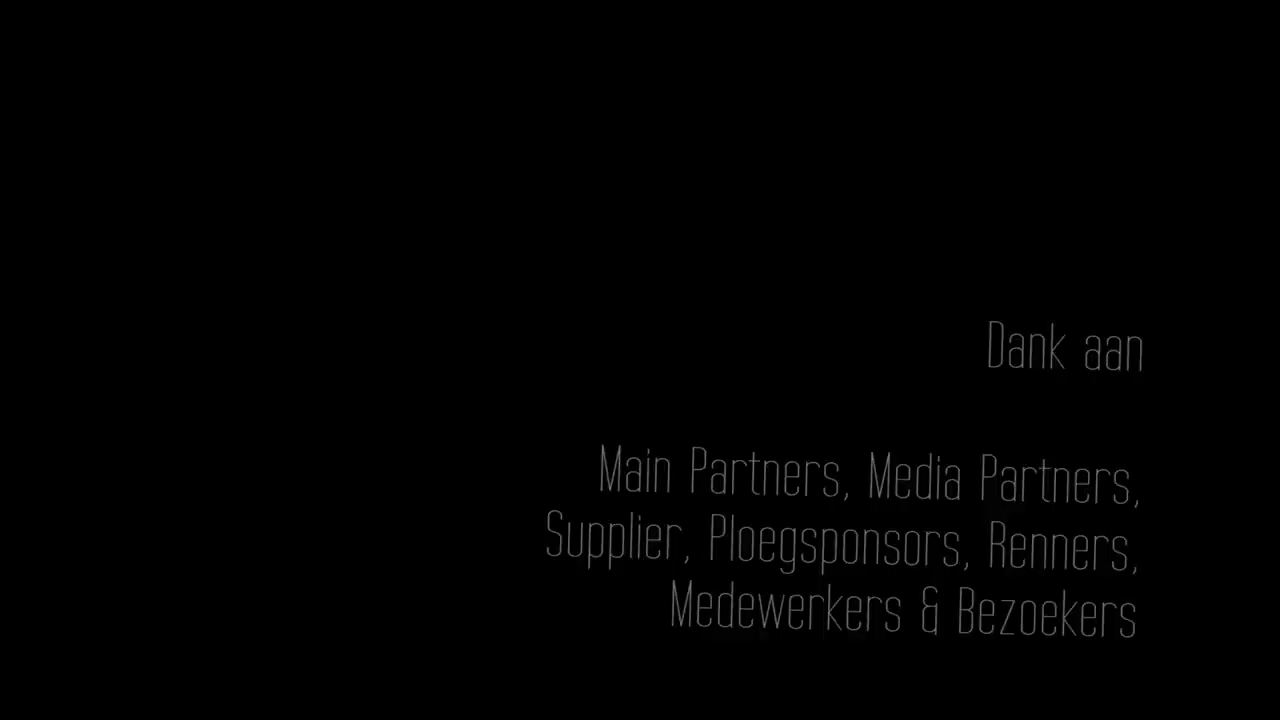 Dank aan
Main Partners, Media Partners,
Supplier, Ploegsponsors, Renners,
Medewerkers & Bezoekers